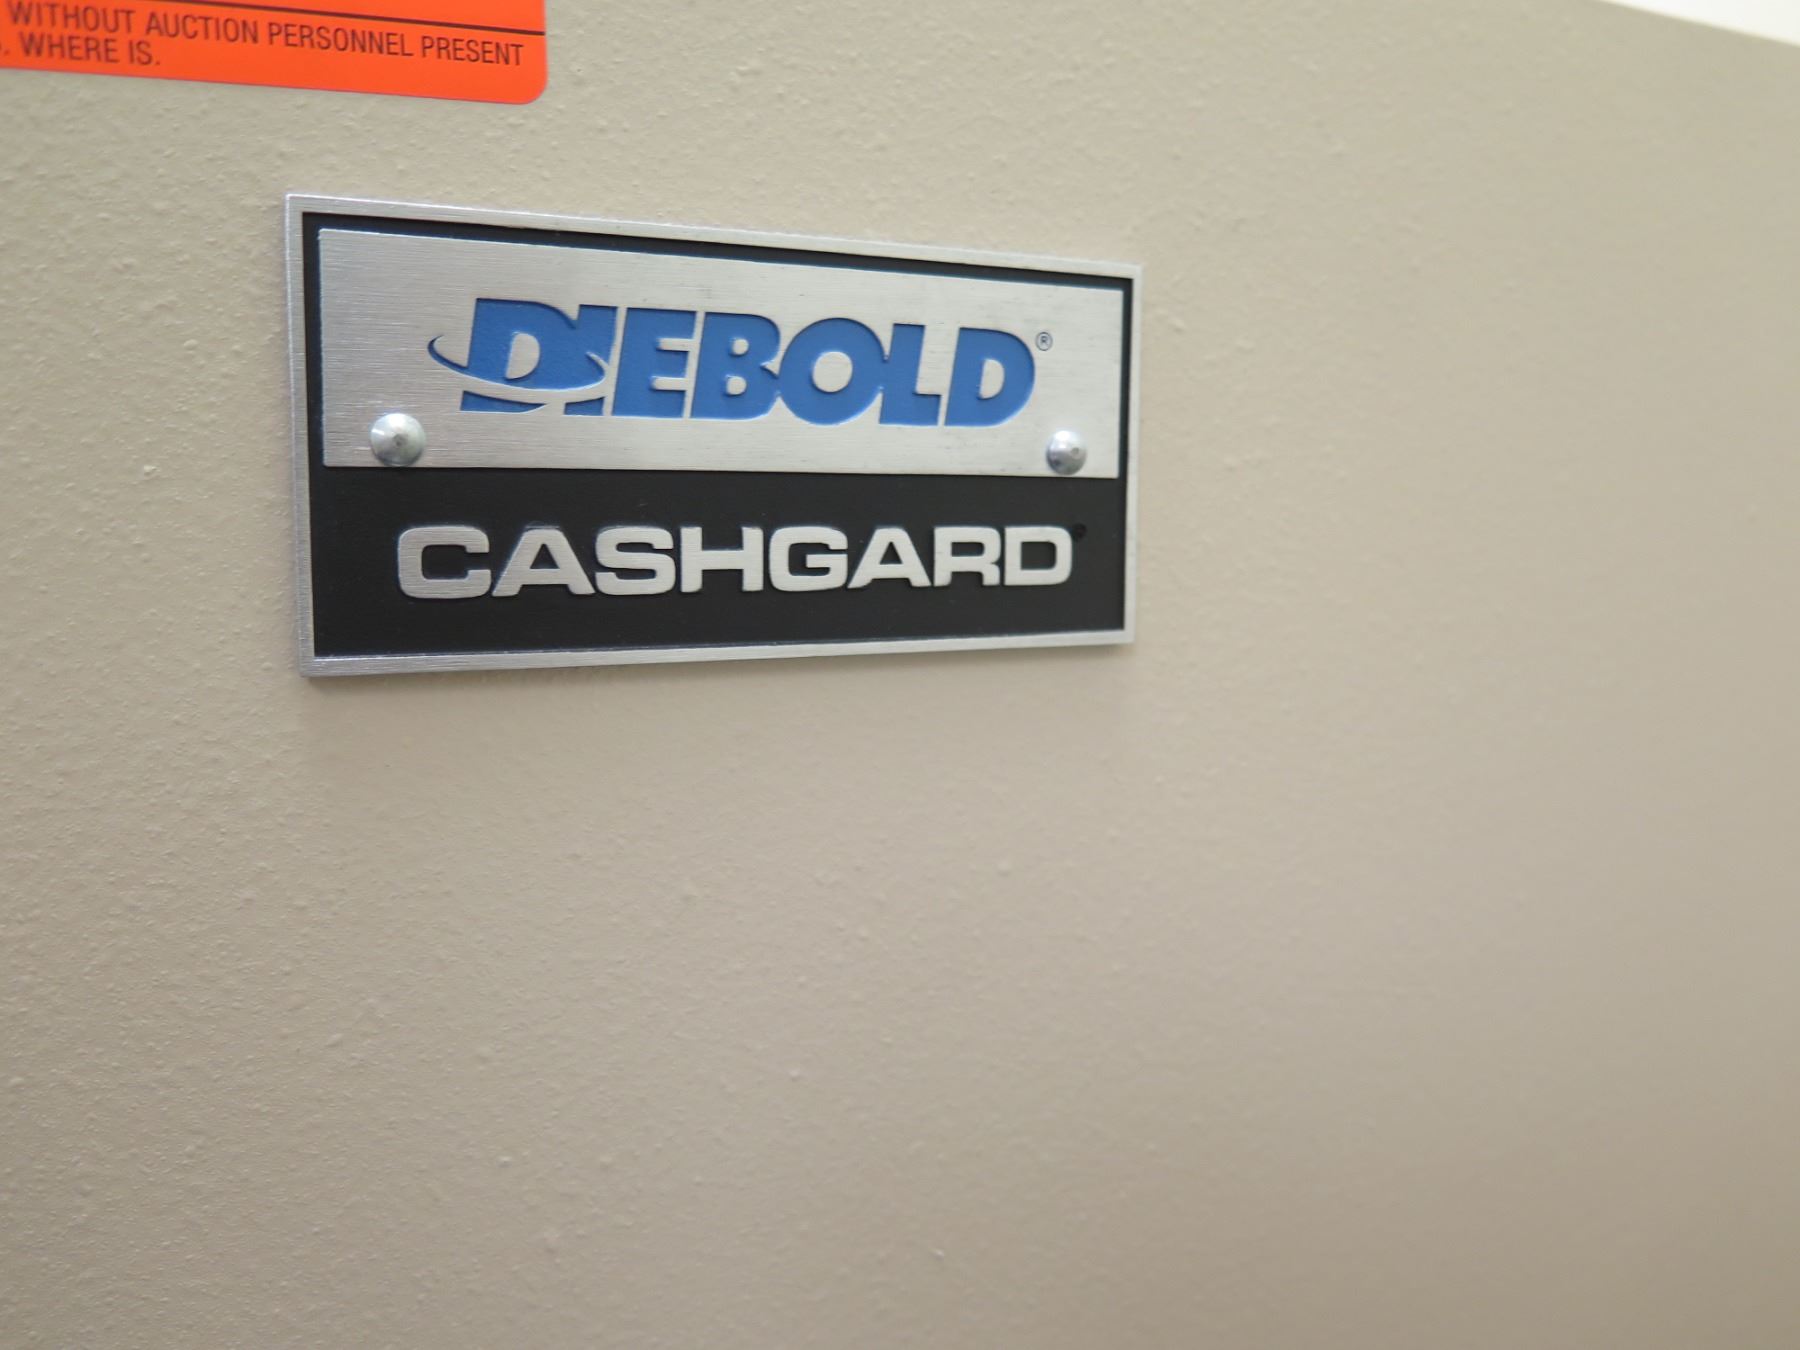 WITHOUT AUCTION PERSONNEL PRESENT
. WHERE IS.
DIEBOLD®
CASHGARD